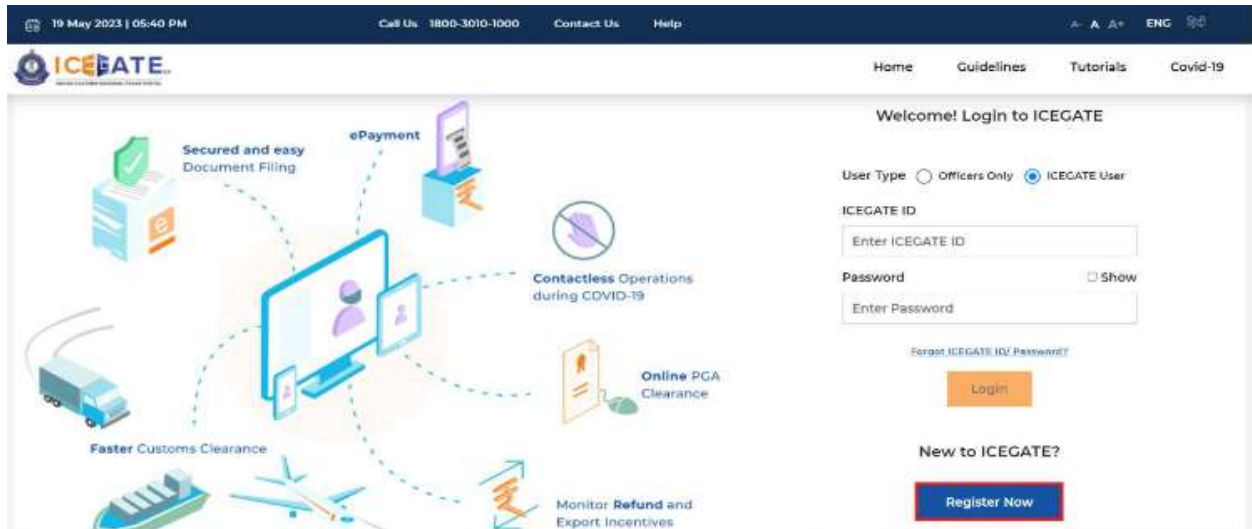 19 May 2023 | 05:40 PM
Call Us 1800-3010-1000
Contact Us
Help
A- A A+
ENG
हिंदी
ICEGATE
Home
Guidelines
Tutorials
Covid-19
Secured and easy
Document Filing
ePayment
Contactless Operations
during COVID-19
Online PGA
Clearance
Faster Customs Clearance
Monitor Refund and
Export Incentives
Welcome! Login to ICEGATE
User Type Officers Only ICEGATE User
ICEGATE ID
Enter ICEGATE ID
Password
Show
Enter Password
Forgot ICEGATE ID/ Password?
Login
New to ICEGATE?
Register Now